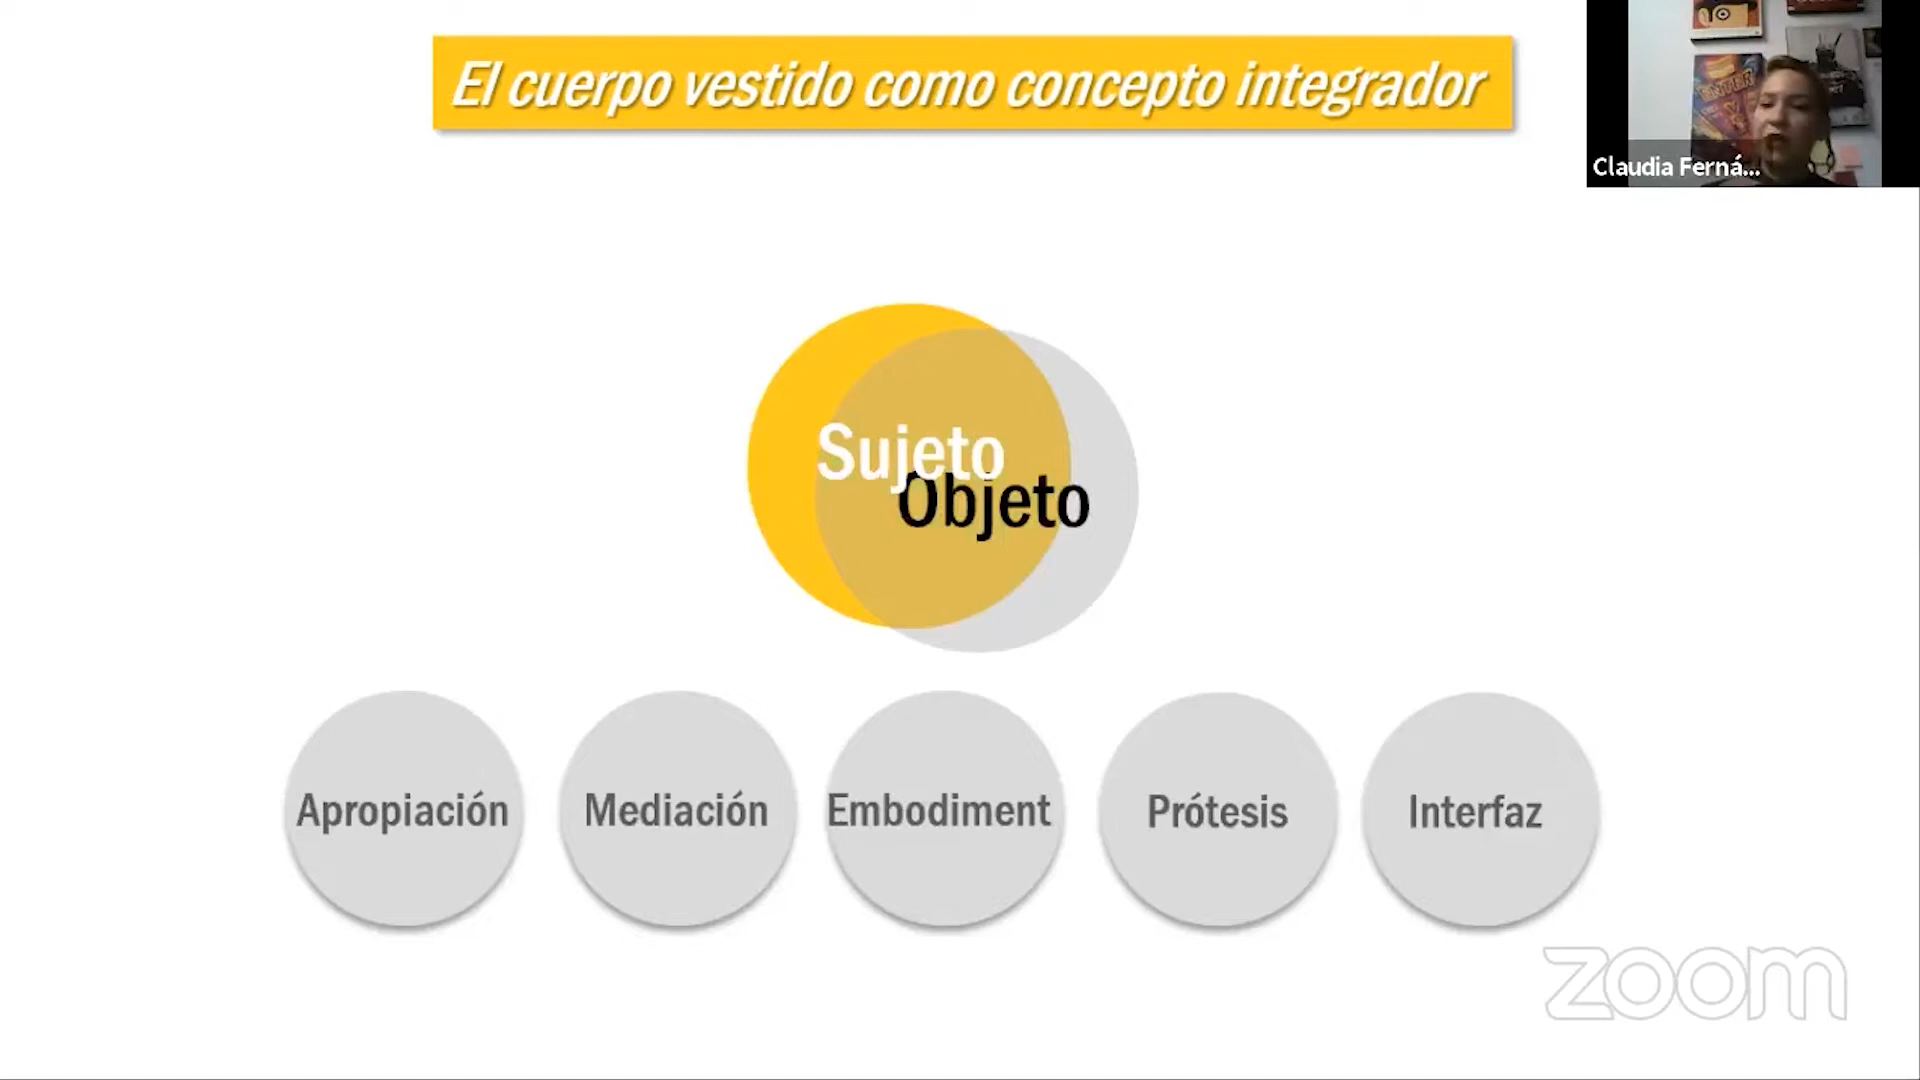 El cuerpo vestido como concepto integrador
Claudia Ferná...
Sujeto
Objeto
Apropiación
Mediación
Embodiment
Prótesis
Interfaz
zoom